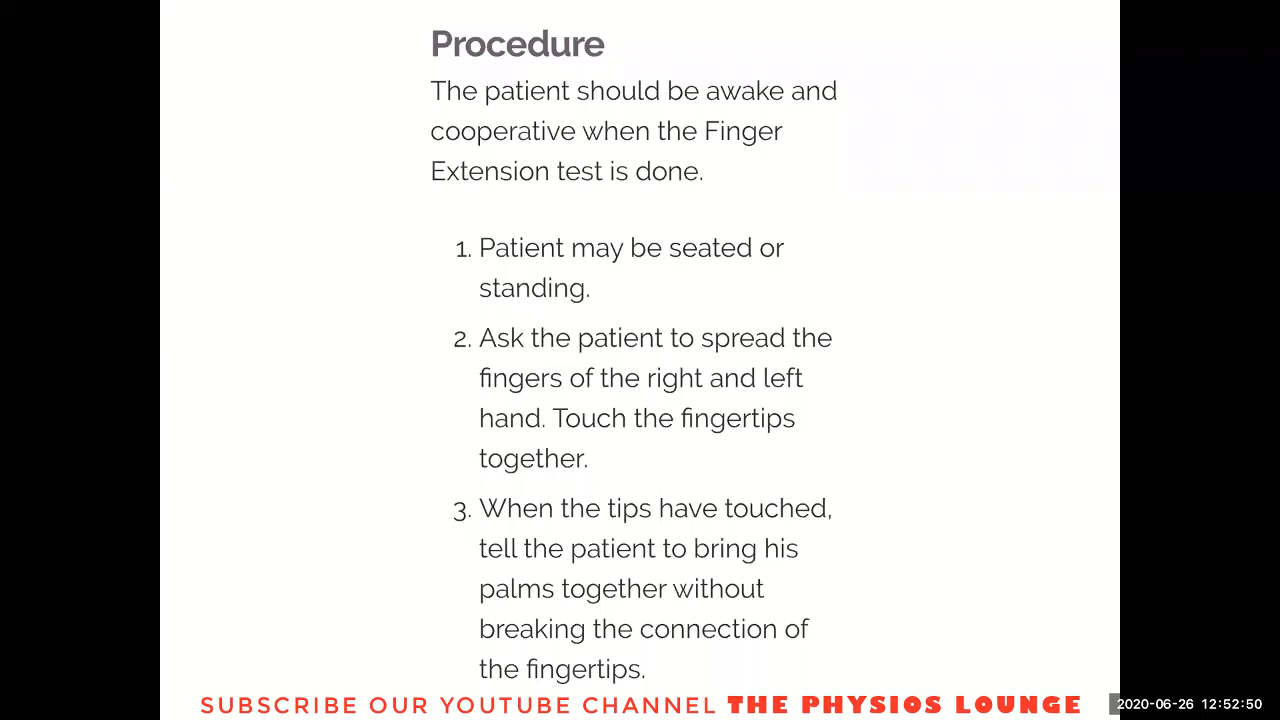 Procedure
The patient should be awake and
cooperative when the Finger
Extension test is done.
1. Patient may be seated or
standing.
2. Ask the patient to spread the
fingers of the right and left
hand. Touch the fingertips
together.
3. When the tips have touched,
tell the patient to bring his
palms together without
breaking the connection of
the fingertips.
SUBSCRIBE OUR YOUTUBE CHANNEL THE PHYSIOS LOUNGE
2020-06-26 12:52:50